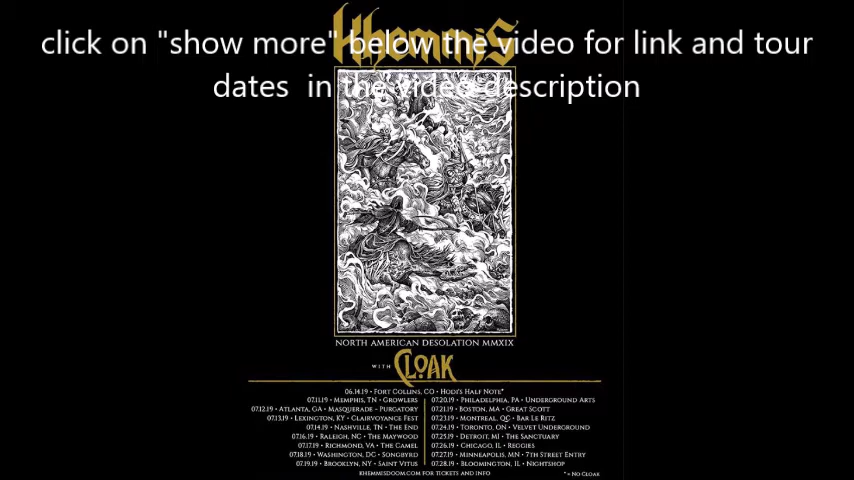 click on "show more" below the video for link and tour
dates in the video description
Khemmis
NORTH AMERICAN DESOLATION MMXIX
WITH CLOAK
06.14.19 • FORT COLLINS, CO • HODI'S HALF NOTE*
07.11.19 • MEMPHIS, TN • GROWLERS
07.12.19 • ATLANTA, GA • MASQUERADE - PURGATORY
07.13.19 • LEXINGTON, KY • CLAIRVOYANCE FEST
07.14.19 • NASHVILLE, TN • THE END
07.16.19 • RALEIGH, NC • THE MAYWOOD
07.17.19 • RICHMOND, VA • THE CAMEL
07.18.19 • WASHINGTON, DC • SONGBYRD
07.19.19 • BROOKLYN, NY • SAINT VITUS
07.20.19 • PHILADELPHIA, PA • UNDERGROUND ARTS
07.21.19 • BOSTON, MA • GREAT SCOTT
07.23.19 • MONTREAL, QC • BAR LE RITZ
07.24.19 • TORONTO, ON • VELVET UNDERGROUND
07.25.19 • DETROIT, MI • THE SANCTUARY
07.26.19 • CHICAGO, IL • REGGIES
07.27.19 • MINNEAPOLIS, MN • 7TH STREET ENTRY
07.28.19 • BLOOMINGTON, IL • NIGHTSHOP
KHEMMISDOOM.COM FOR TICKETS AND INFO
* = NO CLOAK